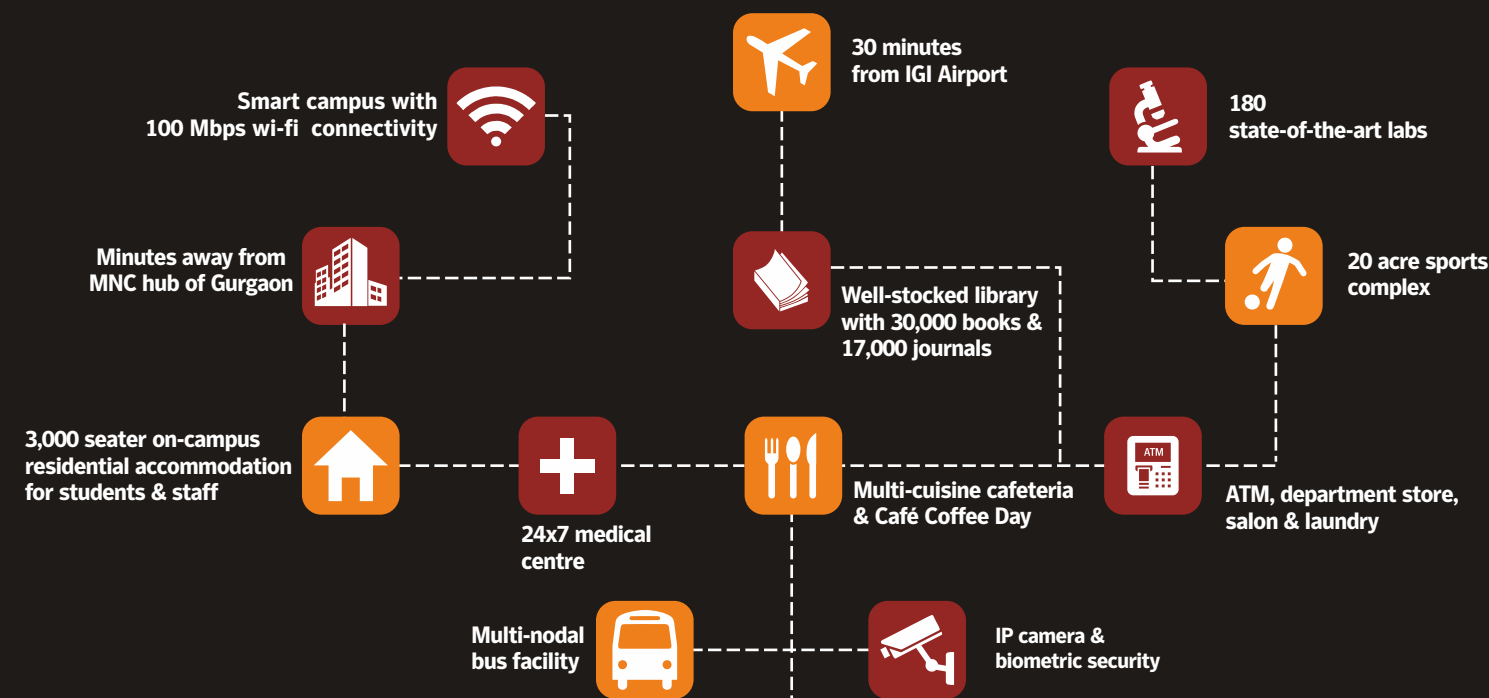 30 minutes
from IGI Airport
Smart campus with
100 Mbps wi-fi connectivity
180
state-of-the-art labs
Minutes away from
MNC hub of Gurgaon
Well-stocked library
with 30,000 books &
17,000 journals
20 acre sports
complex
3,000 seater on-campus
residential accommodation
for students & staff
24x7 medical
centre
Multi-cuisine cafeteria
& Café Coffee Day
ATM
ATM, department store,
salon & laundry
Multi-nodal
bus facility
IP camera &
biometric security